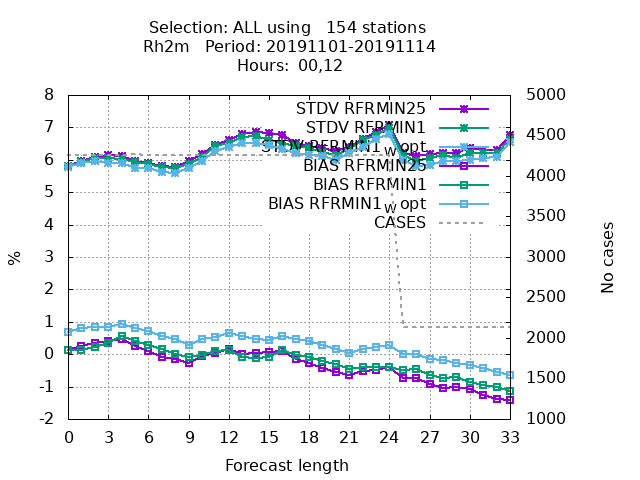 Selection: ALL using   154 stations
Rh2m   Period: 20191101-20191114
Hours:  00,12
8
7
6
5
4
3
2
1
0
-1
-2
%
STDV RFRMIN25
STDV RFRMIN1
STDV RFRMIN1_w opt
BIAS RFRMIN25
BIAS RFRMIN1
BIAS RFRMIN1_w opt
CASES
5000
4500
4000
3500
3000
2500
2000
1500
1000
No cases
0 3 6 9 12 15 18 21 24 27 30 33
Forecast length